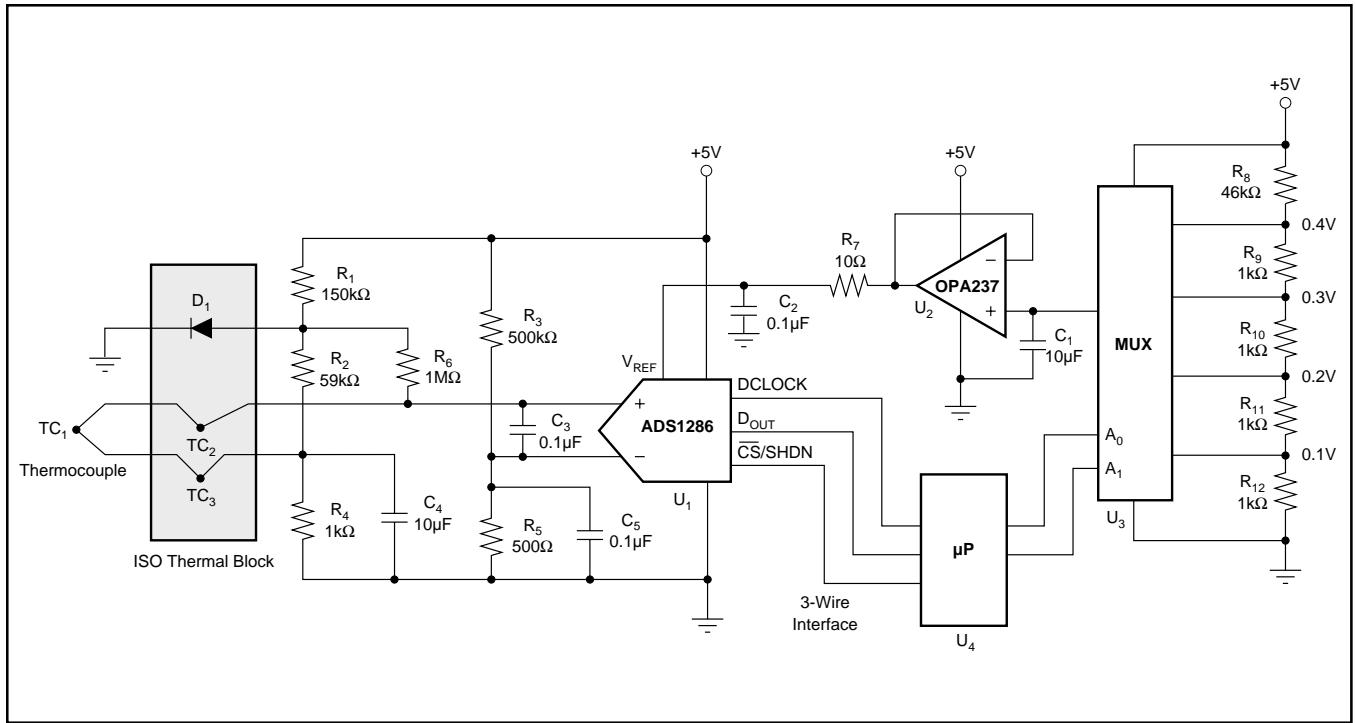 +5V
R8
46kΩ
0.4V
R9
1kΩ
0.3V
R10
1kΩ
0.2V
R11
1kΩ
0.1V
R12
1kΩ
MUX
A0
A1
U3
+5V
OPA237
−
+
U2
R7
10Ω
C1
10µF
C2
0.1µF
+5V
VREF
DCLOCK
DOUT
CS/SHDN
ADS1286
+
−
U1
µP
U4
3-Wire
Interface
R1
150kΩ
D1
R2
59kΩ
R6
1MΩ
R3
500kΩ
C3
0.1µF
TC1
Thermocouple
TC2
TC3
R4
1kΩ
C4
10µF
R5
500Ω
C5
0.1µF
ISO Thermal Block